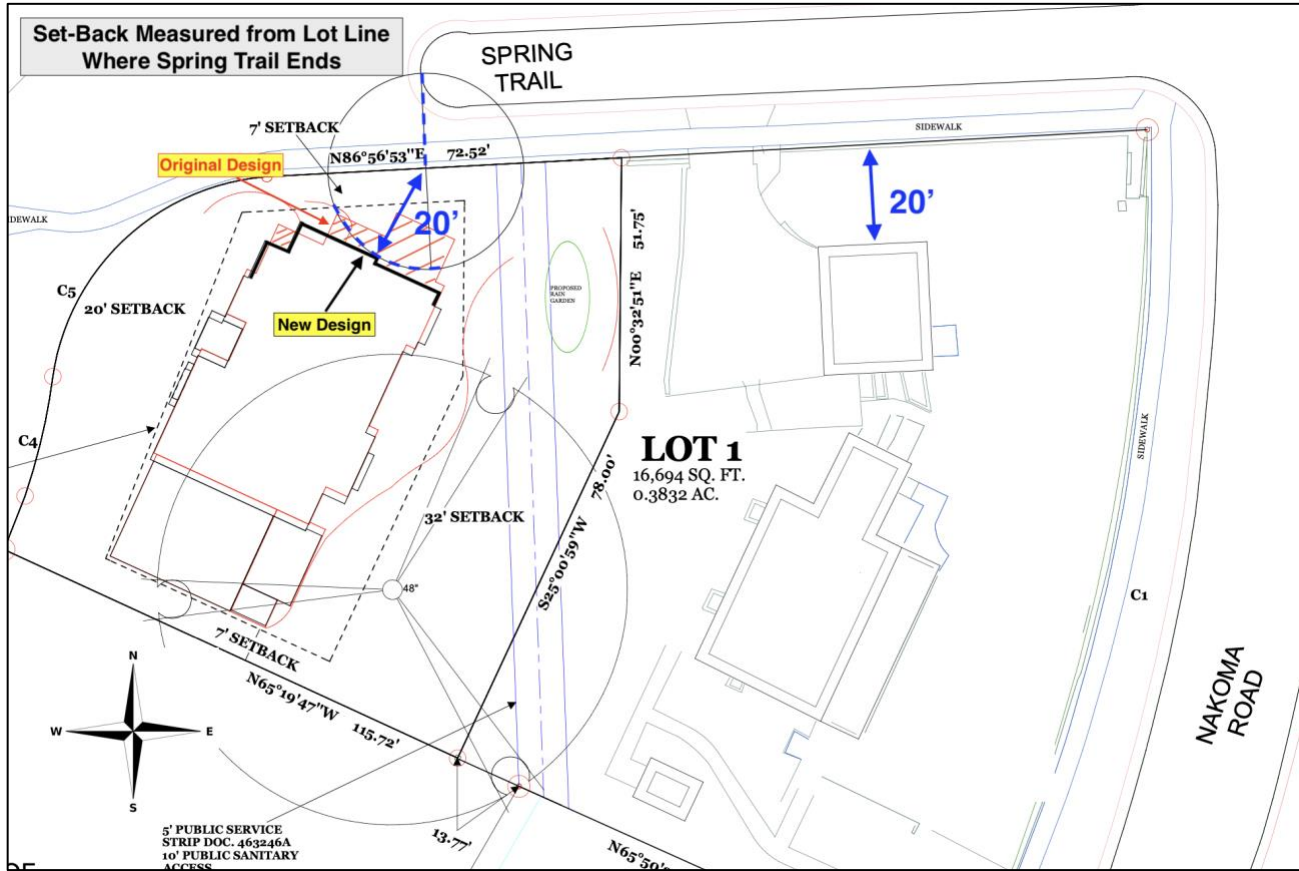 Set-Back Measured from Lot Line
Where Spring Trail Ends
SPRING
TRAIL
7' SETBACK
SIDEWALK
Original Design
N86°56'53"E 72.52'
20'
20'
SIDEWALK
N00°32'51"E 51.75'
C5
20' SETBACK
PROPOSED
RAIN
GARDEN
New Design
C4
LOT 1
16,694 SQ. FT.
0.3832 AC.
SIDEWALK
32' SETBACK
S25°00'59"W 78.00'
48"
C1
7' SETBACK
N65°19'47"W 115.72'
NAKOMA
ROAD
N
W E
S
13.77'
5' PUBLIC SERVICE
STRIP DOC. 463246A
10' PUBLIC SANITARY
ACCESS